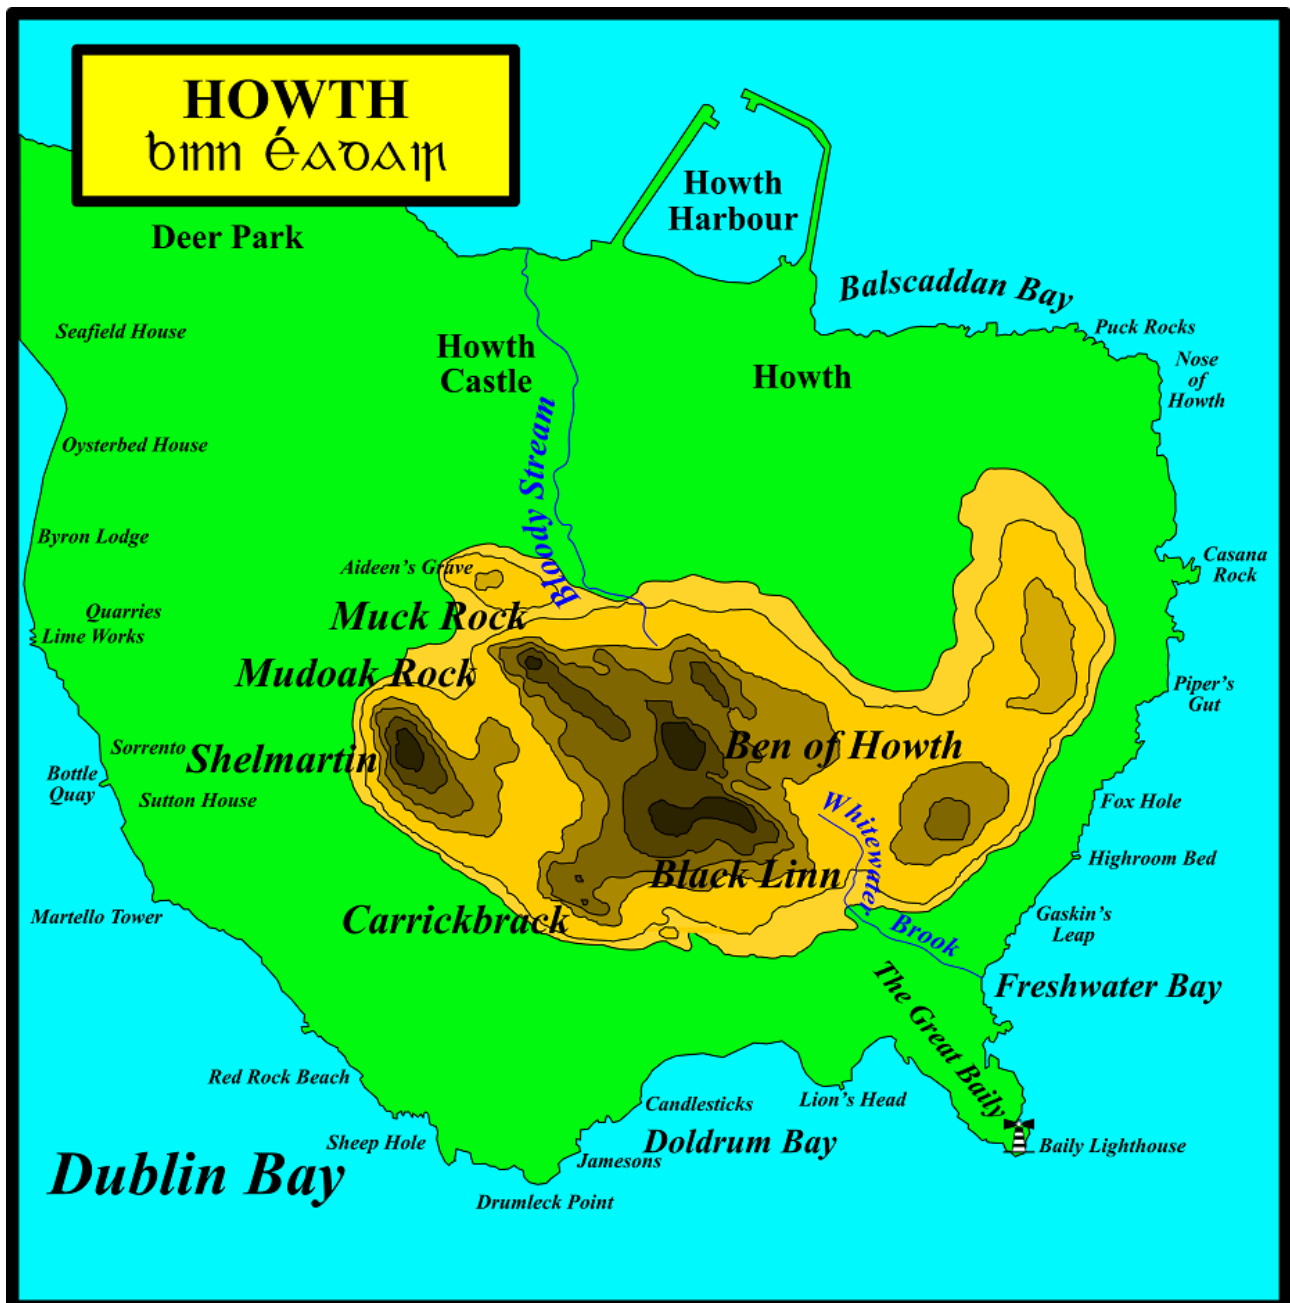 HOWTH
binn éadair
Howth
Harbour
Deer Park
Balscaddan Bay
Seafield House
Puck Rocks
Howth
Castle
Howth
Nose
of
Howth
Bloody Stream
Oysterbed House
Byron Lodge
Casana
Rock
Aideen's Grave
Quarries
Muck Rock
Lime Works
Mudoak Rock
Piper's
Gut
Sorrento
Shelmartin
Ben of Howth
Bottle
Quay
Sutton House
Whitewater
Brook
Fox Hole
Highroom Bed
Black Linn
Martello Tower
Carrickbrack
Gaskin's
Leap
The Great Baily
Freshwater Bay
Red Rock Beach
Candlesticks
Lion's Head
Sheep Hole
Doldrum Bay
Baily Lighthouse
Jamesons
Dublin Bay
Drumleck Point